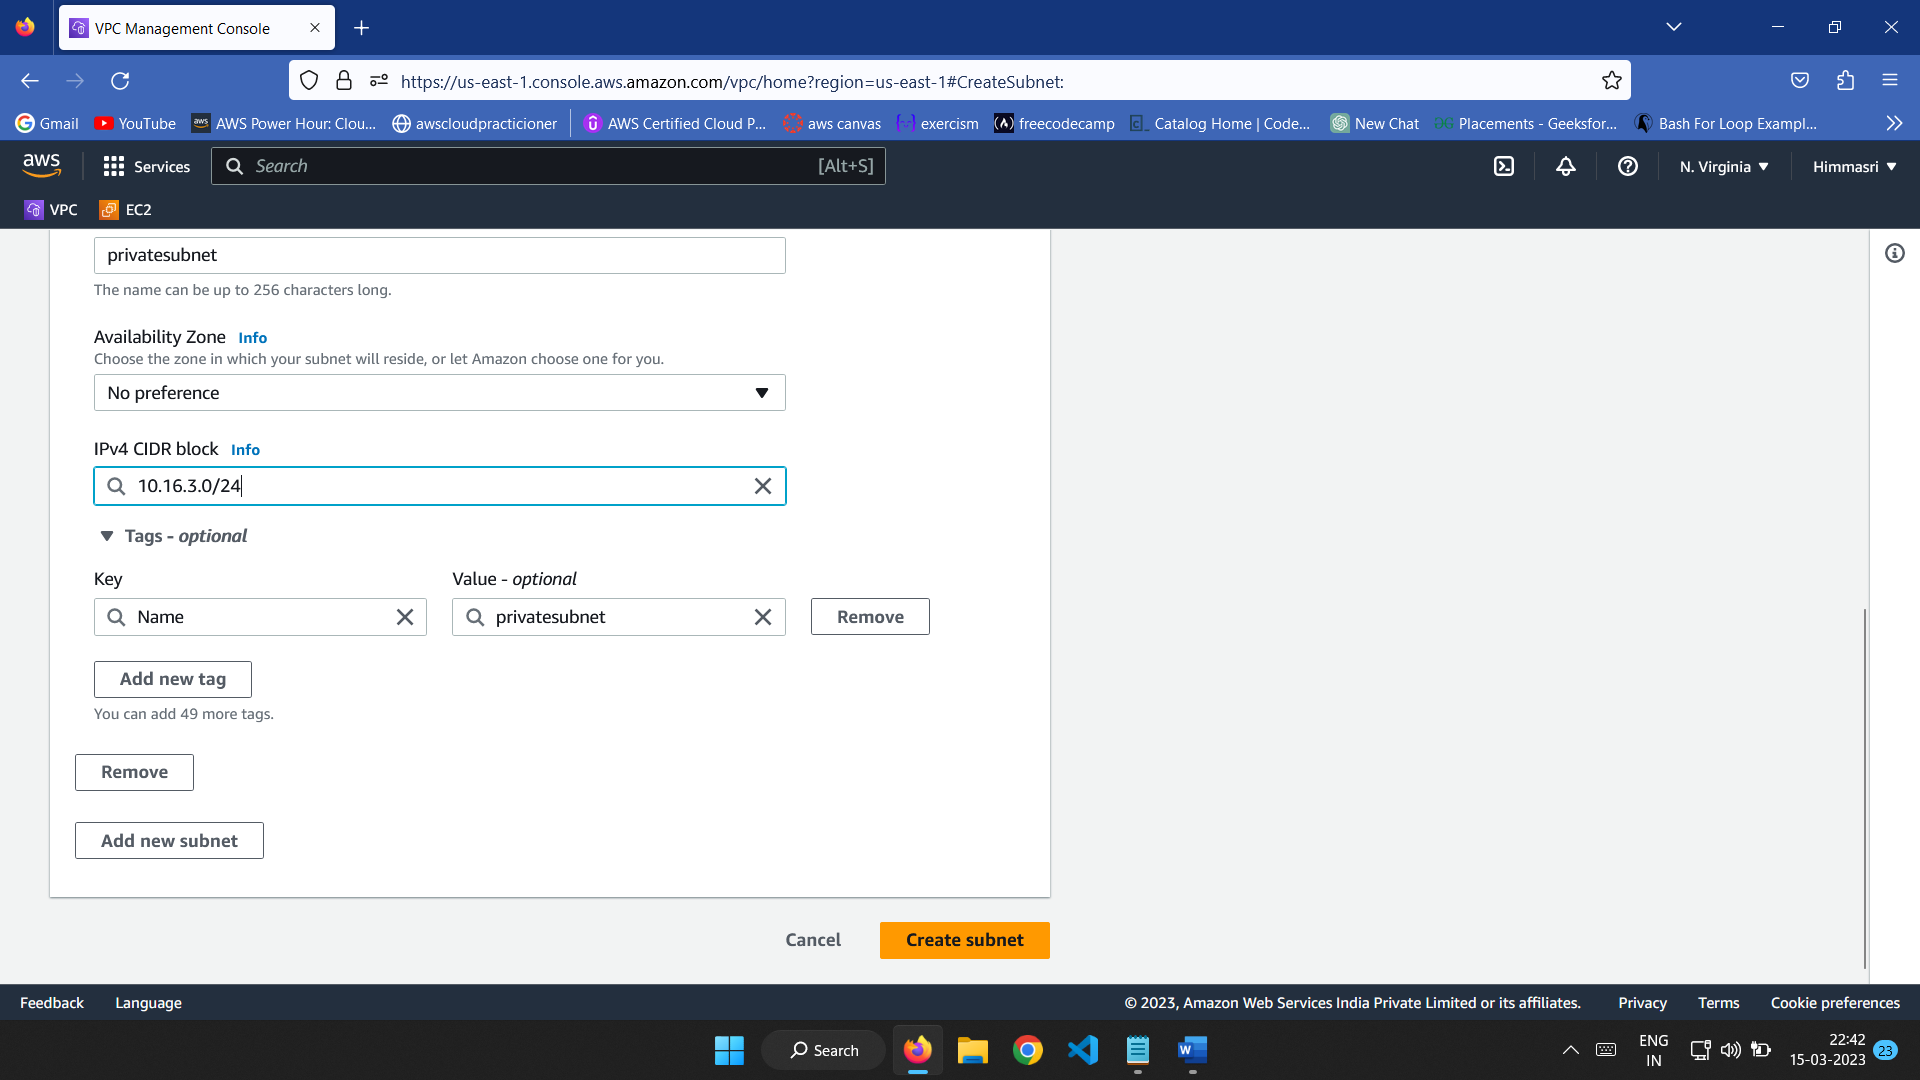 VPC Management Console
https://us-east-1.console.aws.amazon.com/vpc/home?region=us-east-1#CreateSubnet:
Gmail YouTube AWS Power Hour: Clou... awscloudpracticioner AWS Certified Cloud P... aws canvas exercism freecodecamp Catalog Home | Code... New Chat Placements - Geeksfor... Bash For Loop Exampl...
aws Services Search [Alt+S] N. Virginia Himmasri
VPC EC2
privatesubnet
The name can be up to 256 characters long.
Availability Zone Info
Choose the zone in which your subnet will reside, or let Amazon choose one for you.
No preference
IPv4 CIDR block Info
10.16.3.0/24
Tags - optional
Key Value - optional
Name privatesubnet Remove
Add new tag
You can add 49 more tags.
Remove
Add new subnet
Cancel Create subnet
Feedback Language © 2023, Amazon Web Services India Private Limited or its affiliates. Privacy Terms Cookie preferences
Search ENG IN 22:42 15-03-2023 23